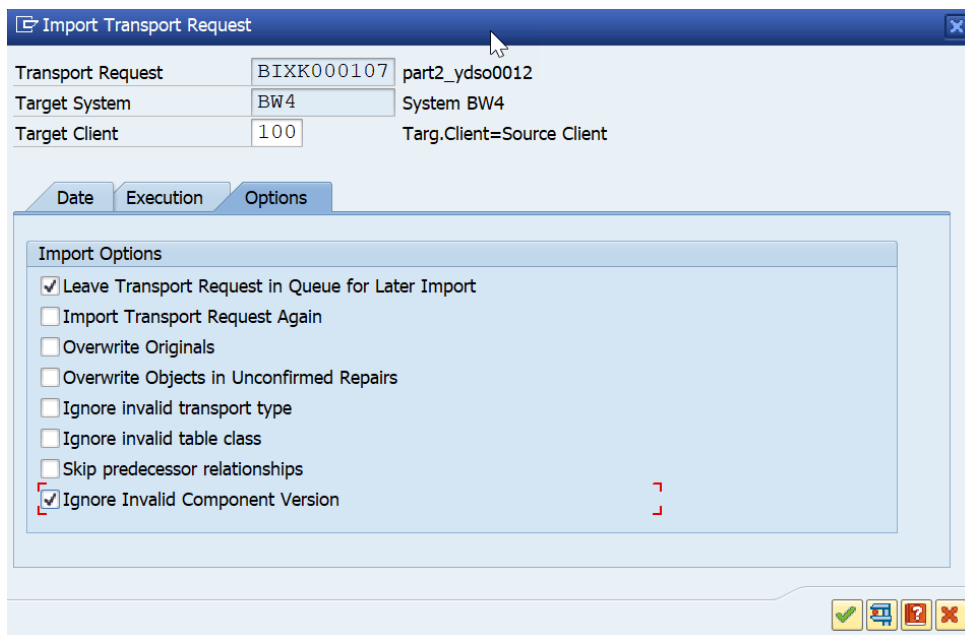 Import Transport Request
Transport Request BIXK000107 part2_ydso0012
Target System BW4 System BW4
Target Client 100 Targ.Client=Source Client
Date Execution Options
Import Options
Leave Transport Request in Queue for Later Import
Import Transport Request Again
Overwrite Originals
Overwrite Objects in Unconfirmed Repairs
Ignore invalid transport type
Ignore invalid table class
Skip predecessor relationships
Ignore Invalid Component Version